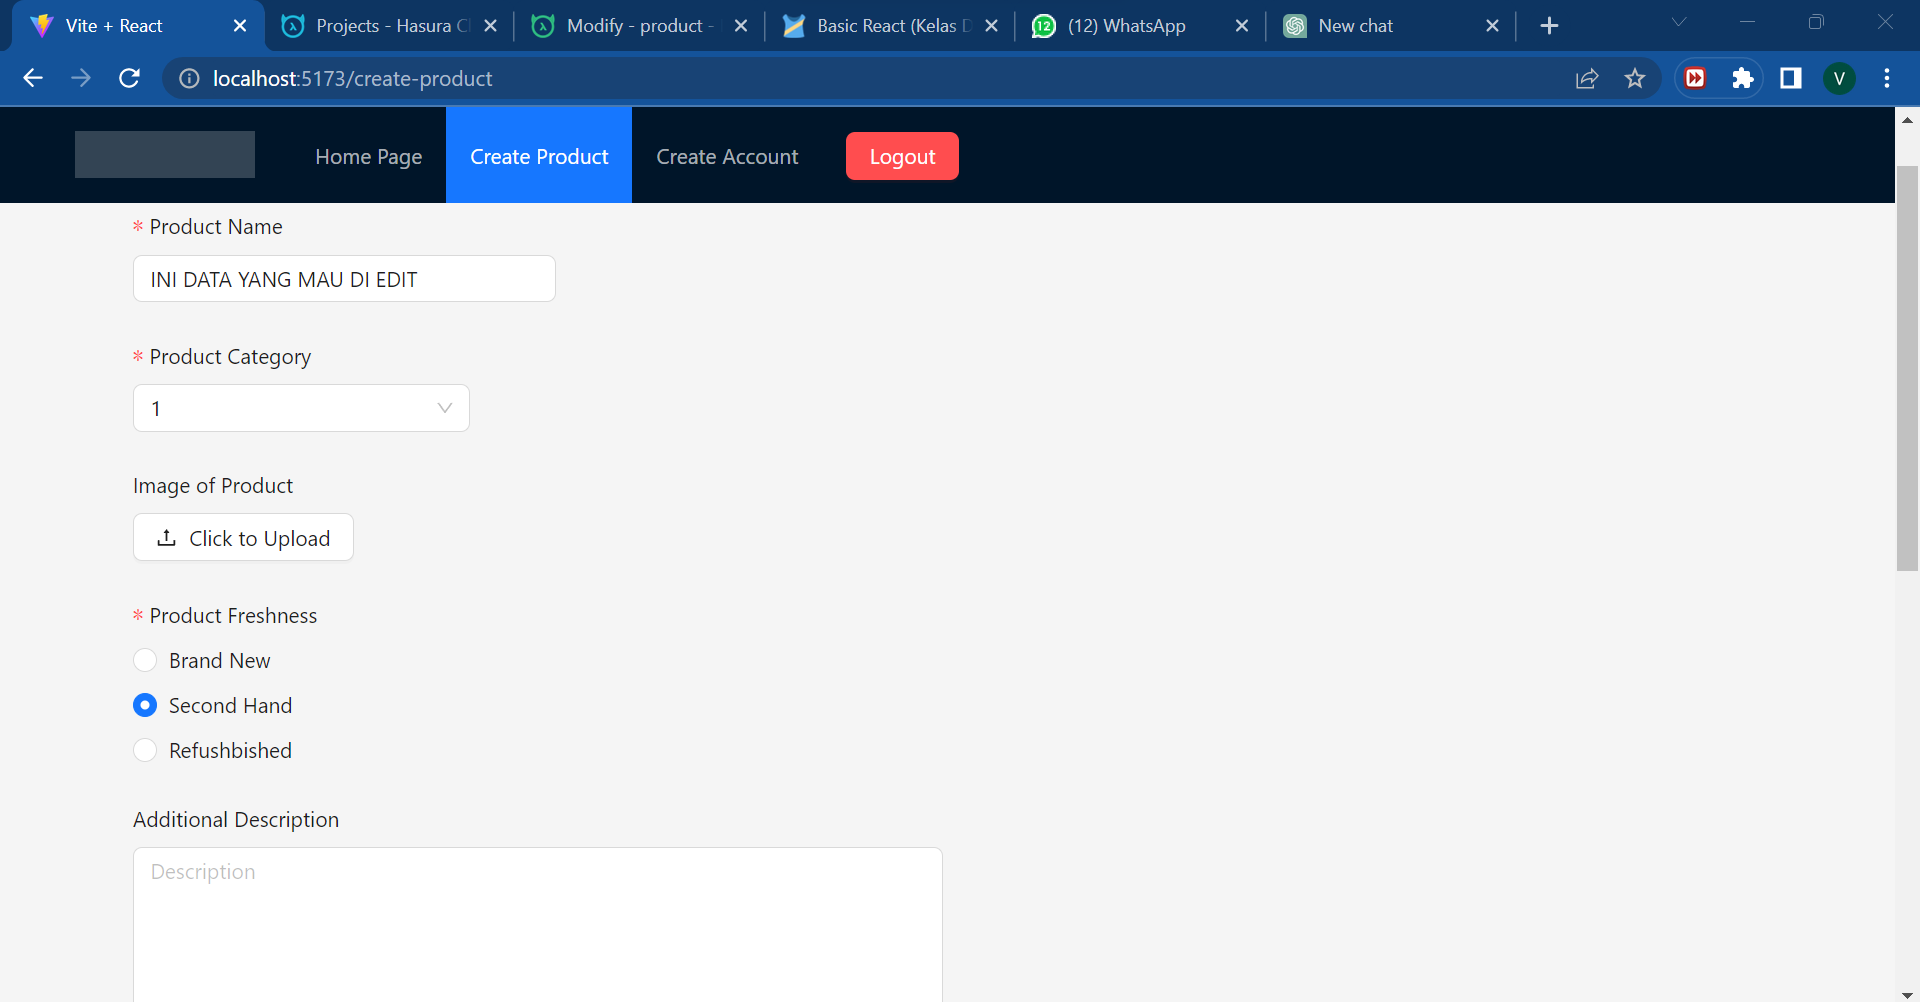 Vite + React
Projects - Hasura Cl
Modify - product -
Basic React (Kelas D
12
(12) WhatsApp
New chat
localhost:5173/create-product
V
Home Page
Create Product
Create Account
Logout
* Product Name
INI DATA YANG MAU DI EDIT
* Product Category
1
Image of Product
Click to Upload
* Product Freshness
Brand New
Second Hand
Refushbished
Additional Description
Description